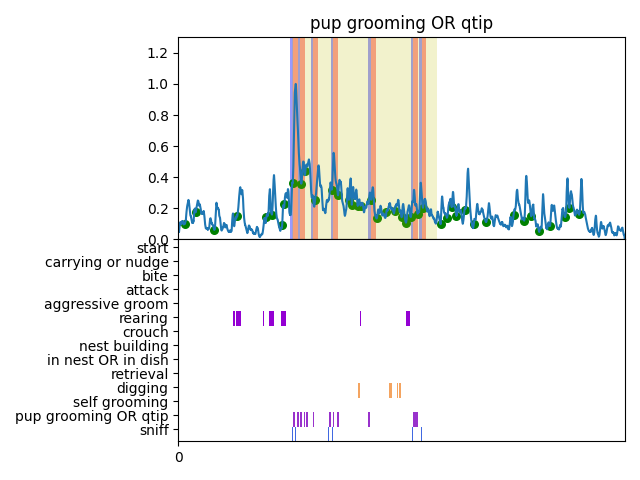 pup grooming OR qtip
1.2
1.0
0.8
0.6
0.4
0.2
0.0
start
carrying or nudge
bite
attack
aggressive groom
rearing
crouch
nest building
in nest OR in dish
retrieval
digging
self grooming
pup grooming OR qtip
sniff
0